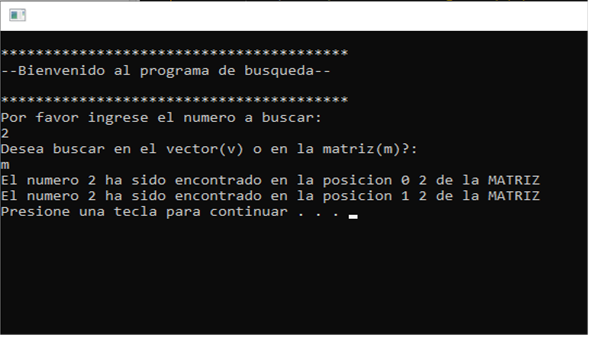 ******************************************
--Bienvenido al programa de busqueda--
******************************************
Por favor ingrese el numero a buscar:
2
Desea buscar en el vector(v) o en la matriz(m)?:
m
El numero 2 ha sido encontrado en la posicion 0 2 de la MATRIZ
El numero 2 ha sido encontrado en la posicion 1 2 de la MATRIZ
Presione una tecla para continuar . . .